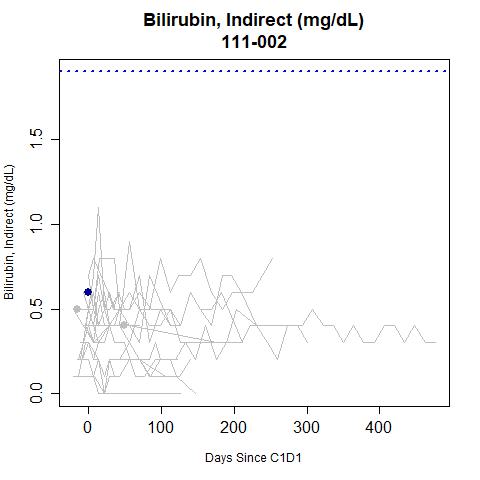 Bilirubin, Indirect (mg/dL)
111-002
Bilirubin, Indirect (mg/dL)
1.5
1.0
0.5
0.0
0 100 200 300 400
Days Since C1D1